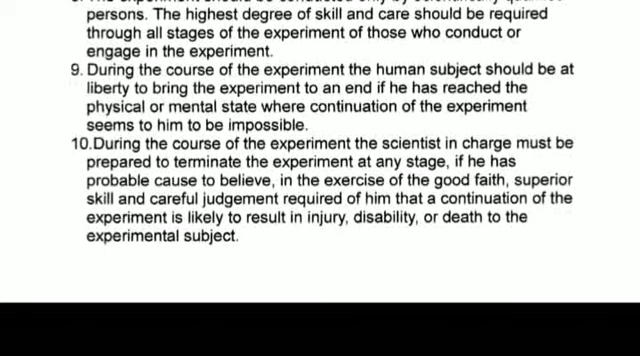 persons. The highest degree of skill and care should be required
through all stages of the experiment of those who conduct or
engage in the experiment.
9. During the course of the experiment the human subject should be at
liberty to bring the experiment to an end if he has reached the
physical or mental state where continuation of the experiment
seems to him to be impossible.
10.During the course of the experiment the scientist in charge must be
prepared to terminate the experiment at any stage, if he has
probable cause to believe, in the exercise of the good faith, superior
skill and careful judgement required of him that a continuation of the
experiment is likely to result in injury, disability, or death to the
experimental subject.